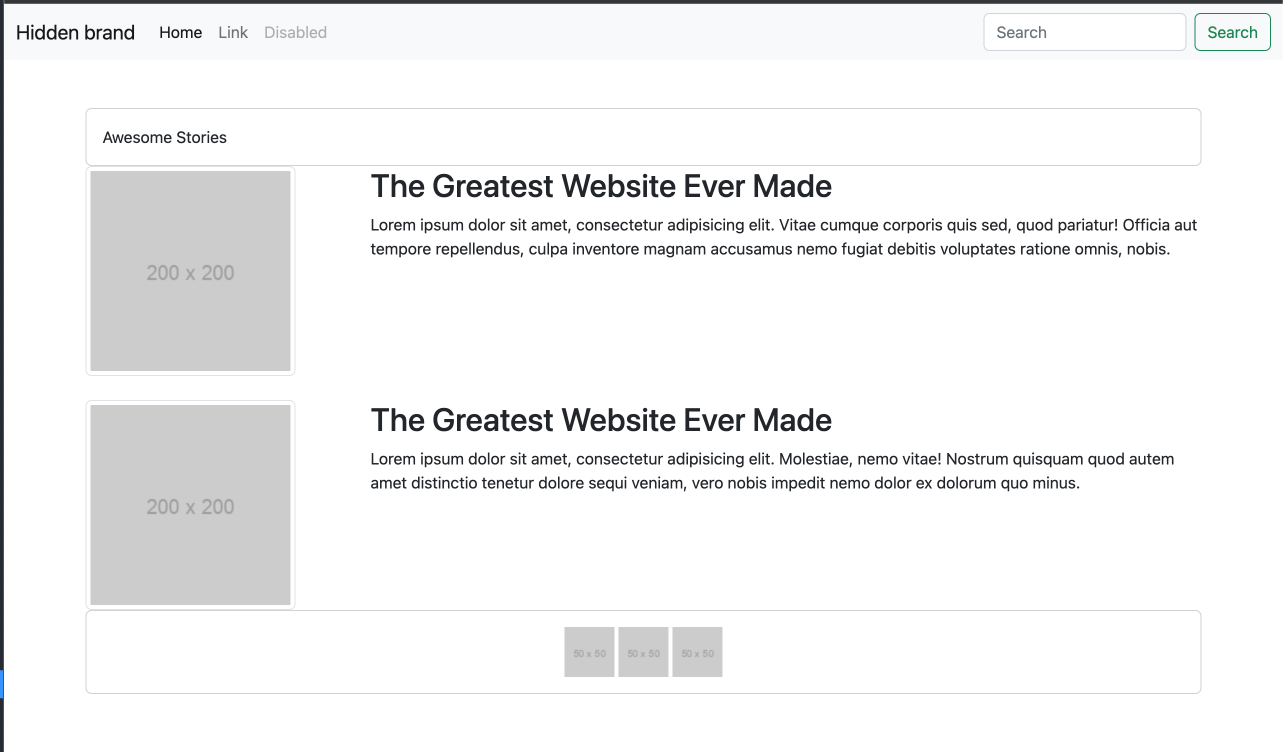 Hidden brand Home Link Disabled Search Search
Awesome Stories
The Greatest Website Ever Made
Lorem ipsum dolor sit amet, consectetur adipisicing elit. Vitae cumque corporis quis sed, quod pariatur! Officia aut
tempore repellendus, culpa inventore magnam accusamus nemo fugiat debitis voluptates ratione omnis, nobis.
200 x 200
The Greatest Website Ever Made
Lorem ipsum dolor sit amet, consectetur adipisicing elit. Molestiae, nemo vitae! Nostrum quisquam quod autem
amet distinctio tenetur dolore sequi veniam, vero nobis impedit nemo dolor ex dolorum quo minus.
200 x 200
50 x 50 50 x 50 50 x 50